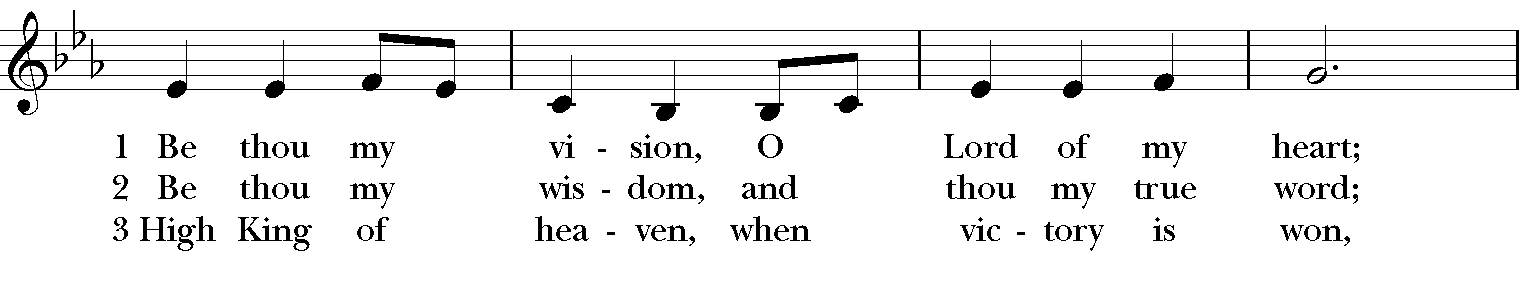 1 Be thou my vi - sion, O Lord of my heart;
2 Be thou my wis - dom, and thou my true word;
3 High King of hea - ven, when vic - tory is won,